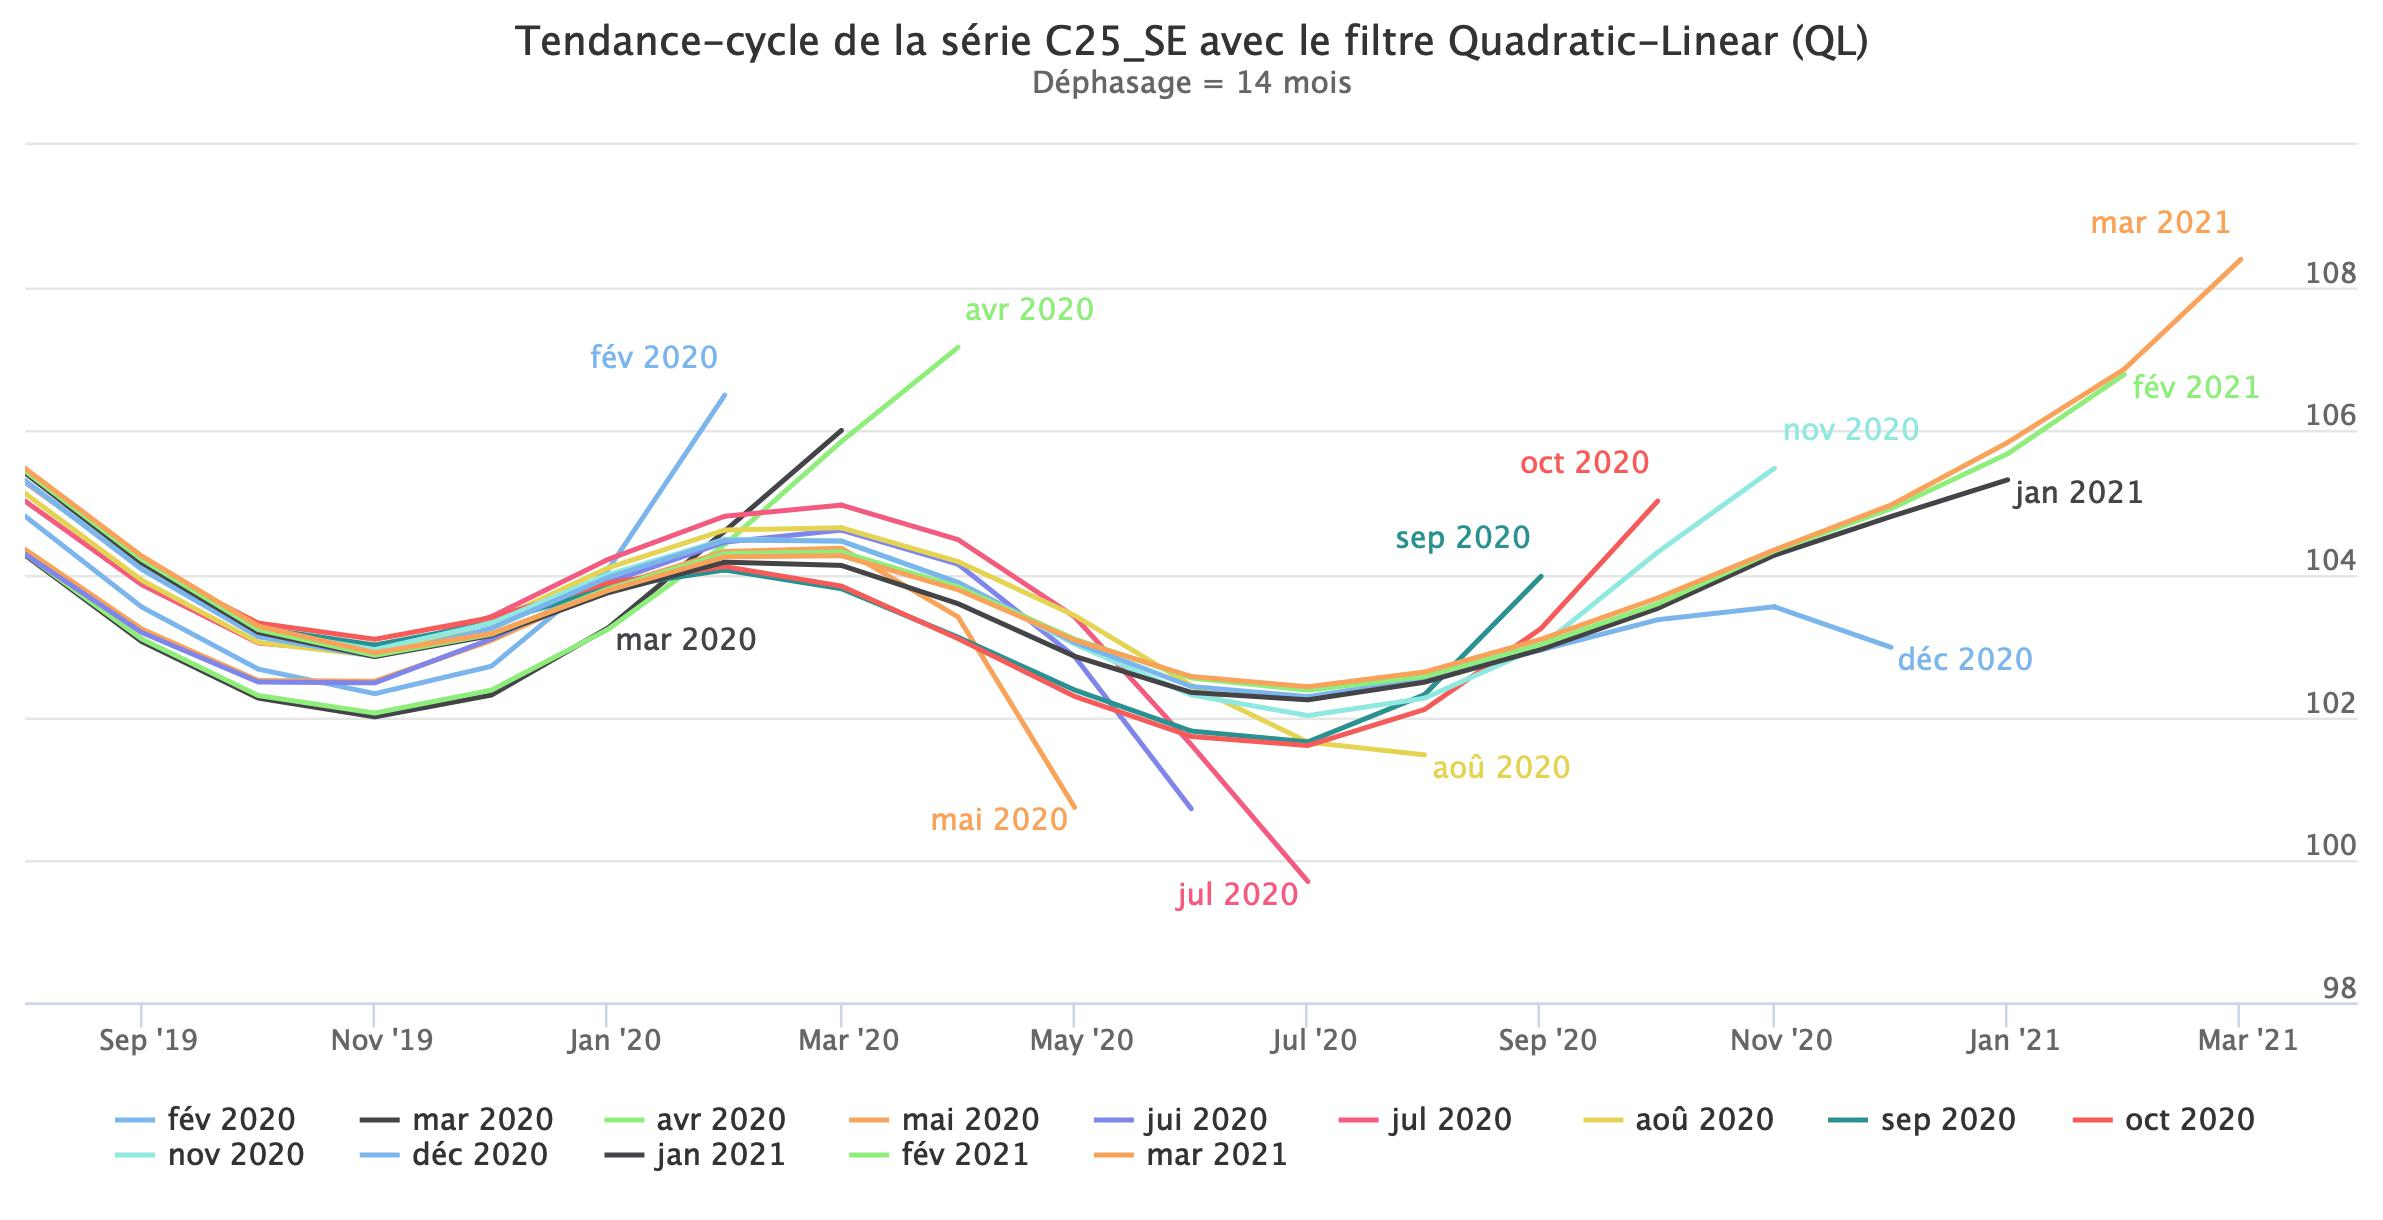 Tendance-cycle de la série C25_SE avec le filtre Quadratic-Linear (QL)
Déphasage = 14 mois
mar 2021
108
avr 2020
fév 2020
fév 2021
106
nov 2020
oct 2020
jan 2021
sep 2020
104
mar 2020
déc 2020
102
aoû 2020
mai 2020
100
jul 2020
98
Sep '19 Nov '19 Jan '20 Mar '20 May '20 Jul '20 Sep '20 Nov '20 Jan '21 Mar '21
fév 2020 mar 2020 avr 2020 mai 2020 jui 2020 jul 2020 aoû 2020 sep 2020 oct 2020
nov 2020 déc 2020 jan 2021 fév 2021 mar 2021